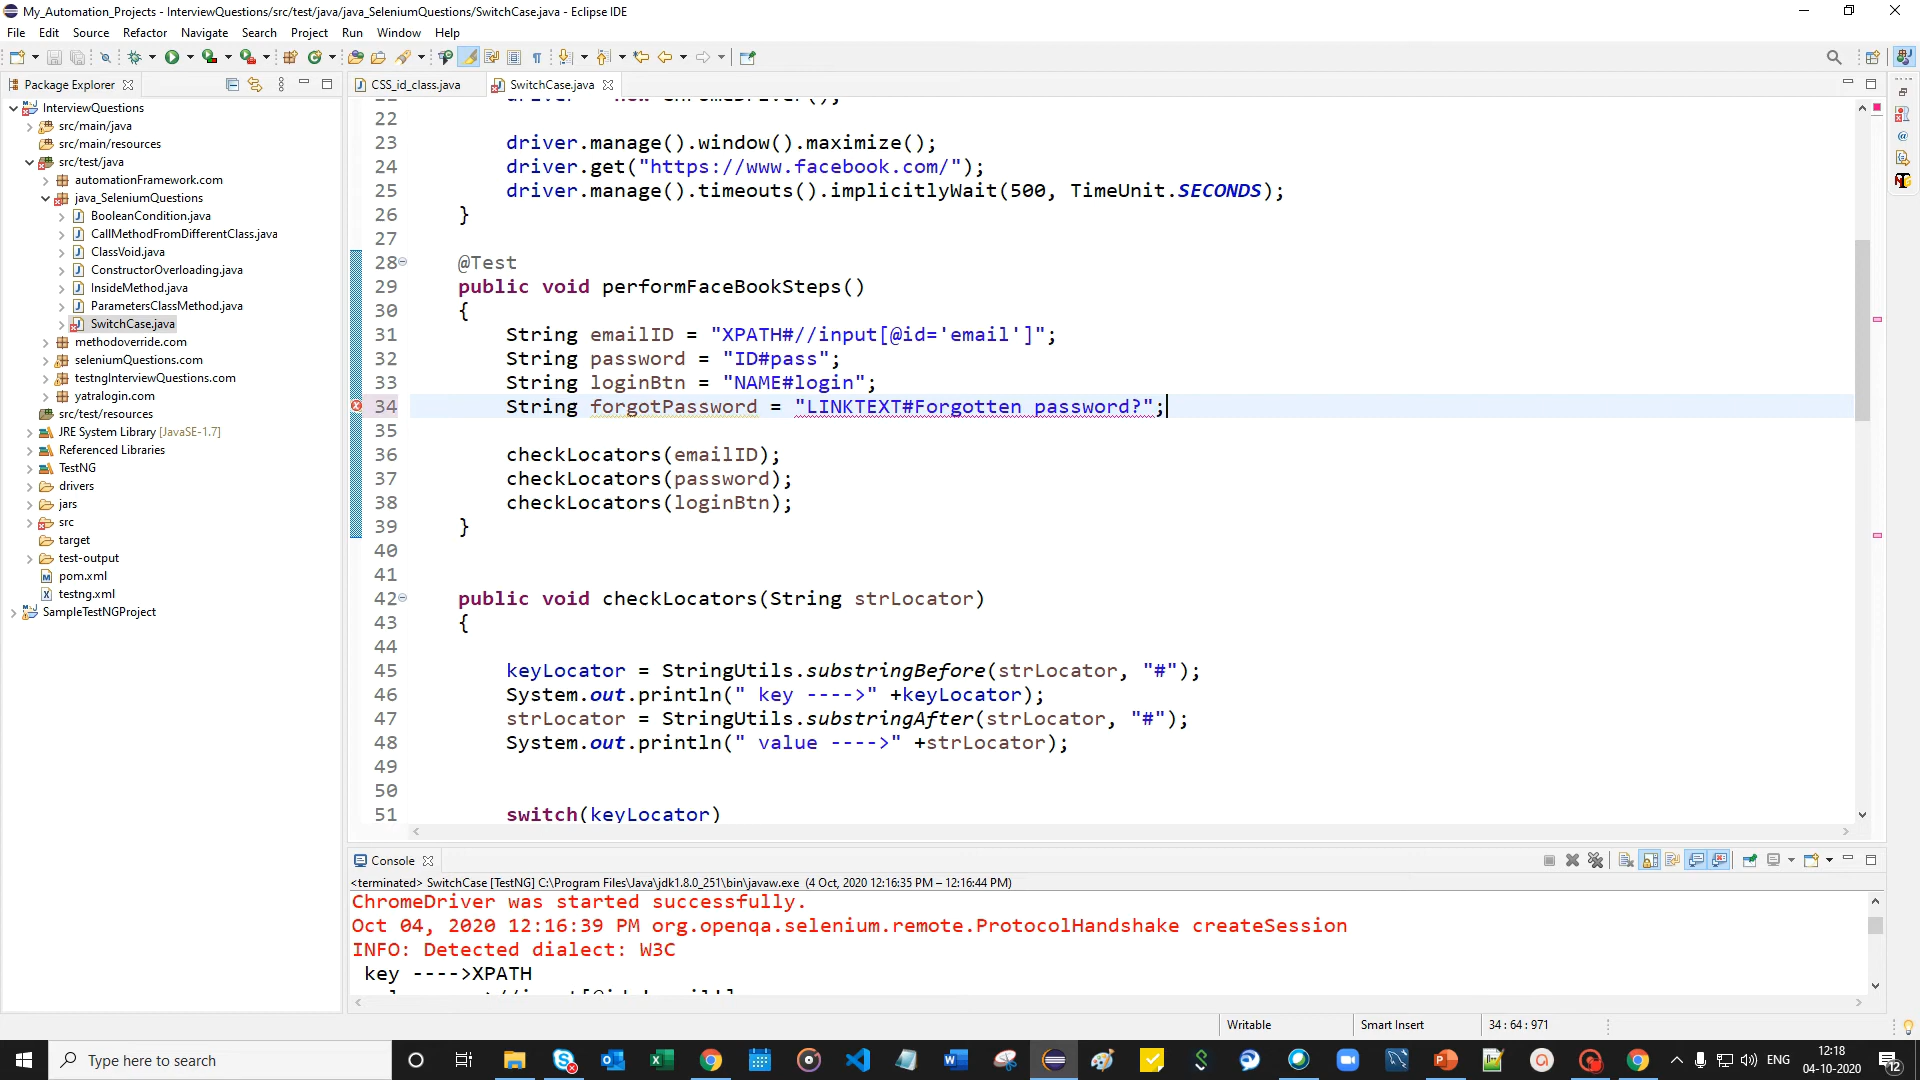 My_Automation_Projects - InterviewQuestions/src/test/java/java_SeleniumQuestions/SwitchCase.java - Eclipse IDE
File Edit Source Refactor Navigate Search Project Run Window Help
Package Explorer
InterviewQuestions
src/main/java
src/main/resources
src/test/java
automationFramework.com
java_SeleniumQuestions
BooleanCondition.java
CallMethodFromDifferentClass.java
ClassVoid.java
ConstructorOverloading.java
InsideMethod.java
ParametersClassMethod.java
SwitchCase.java
methodoverride.com
seleniumQuestions.com
testngInterviewQuestions.com
yatralogin.com
src/test/resources
JRE System Library [JavaSE-1.7]
Referenced Libraries
TestNG
drivers
jars
src
target
test-output
pom.xml
testng.xml
SampleTestNGProject
CSS_id_class.java SwitchCase.java
22
23 driver.manage().window().maximize();
24 driver.get("https://www.facebook.com/");
25 driver.manage().timeouts().implicitlyWait(500, TimeUnit.SECONDS);
26 }
27
28 @Test
29 public void performFaceBookSteps()
30 {
31 String emailID = "XPATH#//input[@id='email']";
32 String password = "ID#pass";
33 String loginBtn = "NAME#login";
34 String forgotPassword = "LINKTEXT#Forgotten password?";
35
36 checkLocators(emailID);
37 checkLocators(password);
38 checkLocators(loginBtn);
39 }
40
41
42 public void checkLocators(String strLocator)
43 {
44
45 keyLocator = StringUtils.substringBefore(strLocator, "#");
46 System.out.println(" key ---->" +keyLocator);
47 strLocator = StringUtils.substringAfter(strLocator, "#");
48 System.out.println(" value ---->" +strLocator);
49
50
51 switch(keyLocator)
Console
<terminated> SwitchCase [TestNG] C:\Program Files\Java\jdk1.8.0_251\bin\javaw.exe (4 Oct, 2020 12:16:35 PM – 12:16:44 PM)
ChromeDriver was started successfully.
Oct 04, 2020 12:16:39 PM org.openqa.selenium.remote.ProtocolHandshake createSession
INFO: Detected dialect: W3C
key ---->XPATH
Writable Smart Insert 34 : 64 : 971
Type here to search
ENG
12:18
04-10-2020
12